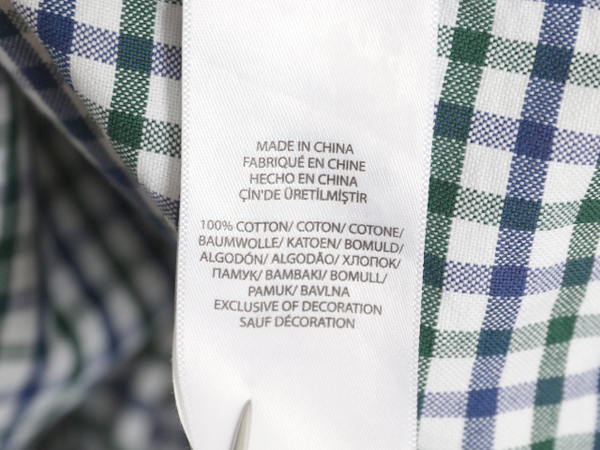 MADE IN CHINA
FABRIQUÉ EN CHINE
HECHO EN CHINA
ÇİN'DE ÜRETİLMİŞTİR
100% COTTON/ COTON/ COTONE/
BAUMWOLLE/ KATOEN/ BOMULD/
ALGODÓN/ ALGODÃO/ ХЛОПОК/
ПАМУК/ BAMBAKI/ BOMULL/
PAMUK/ BAVLNA
EXCLUSIVE OF DECORATION
SAUF DÉCORATION